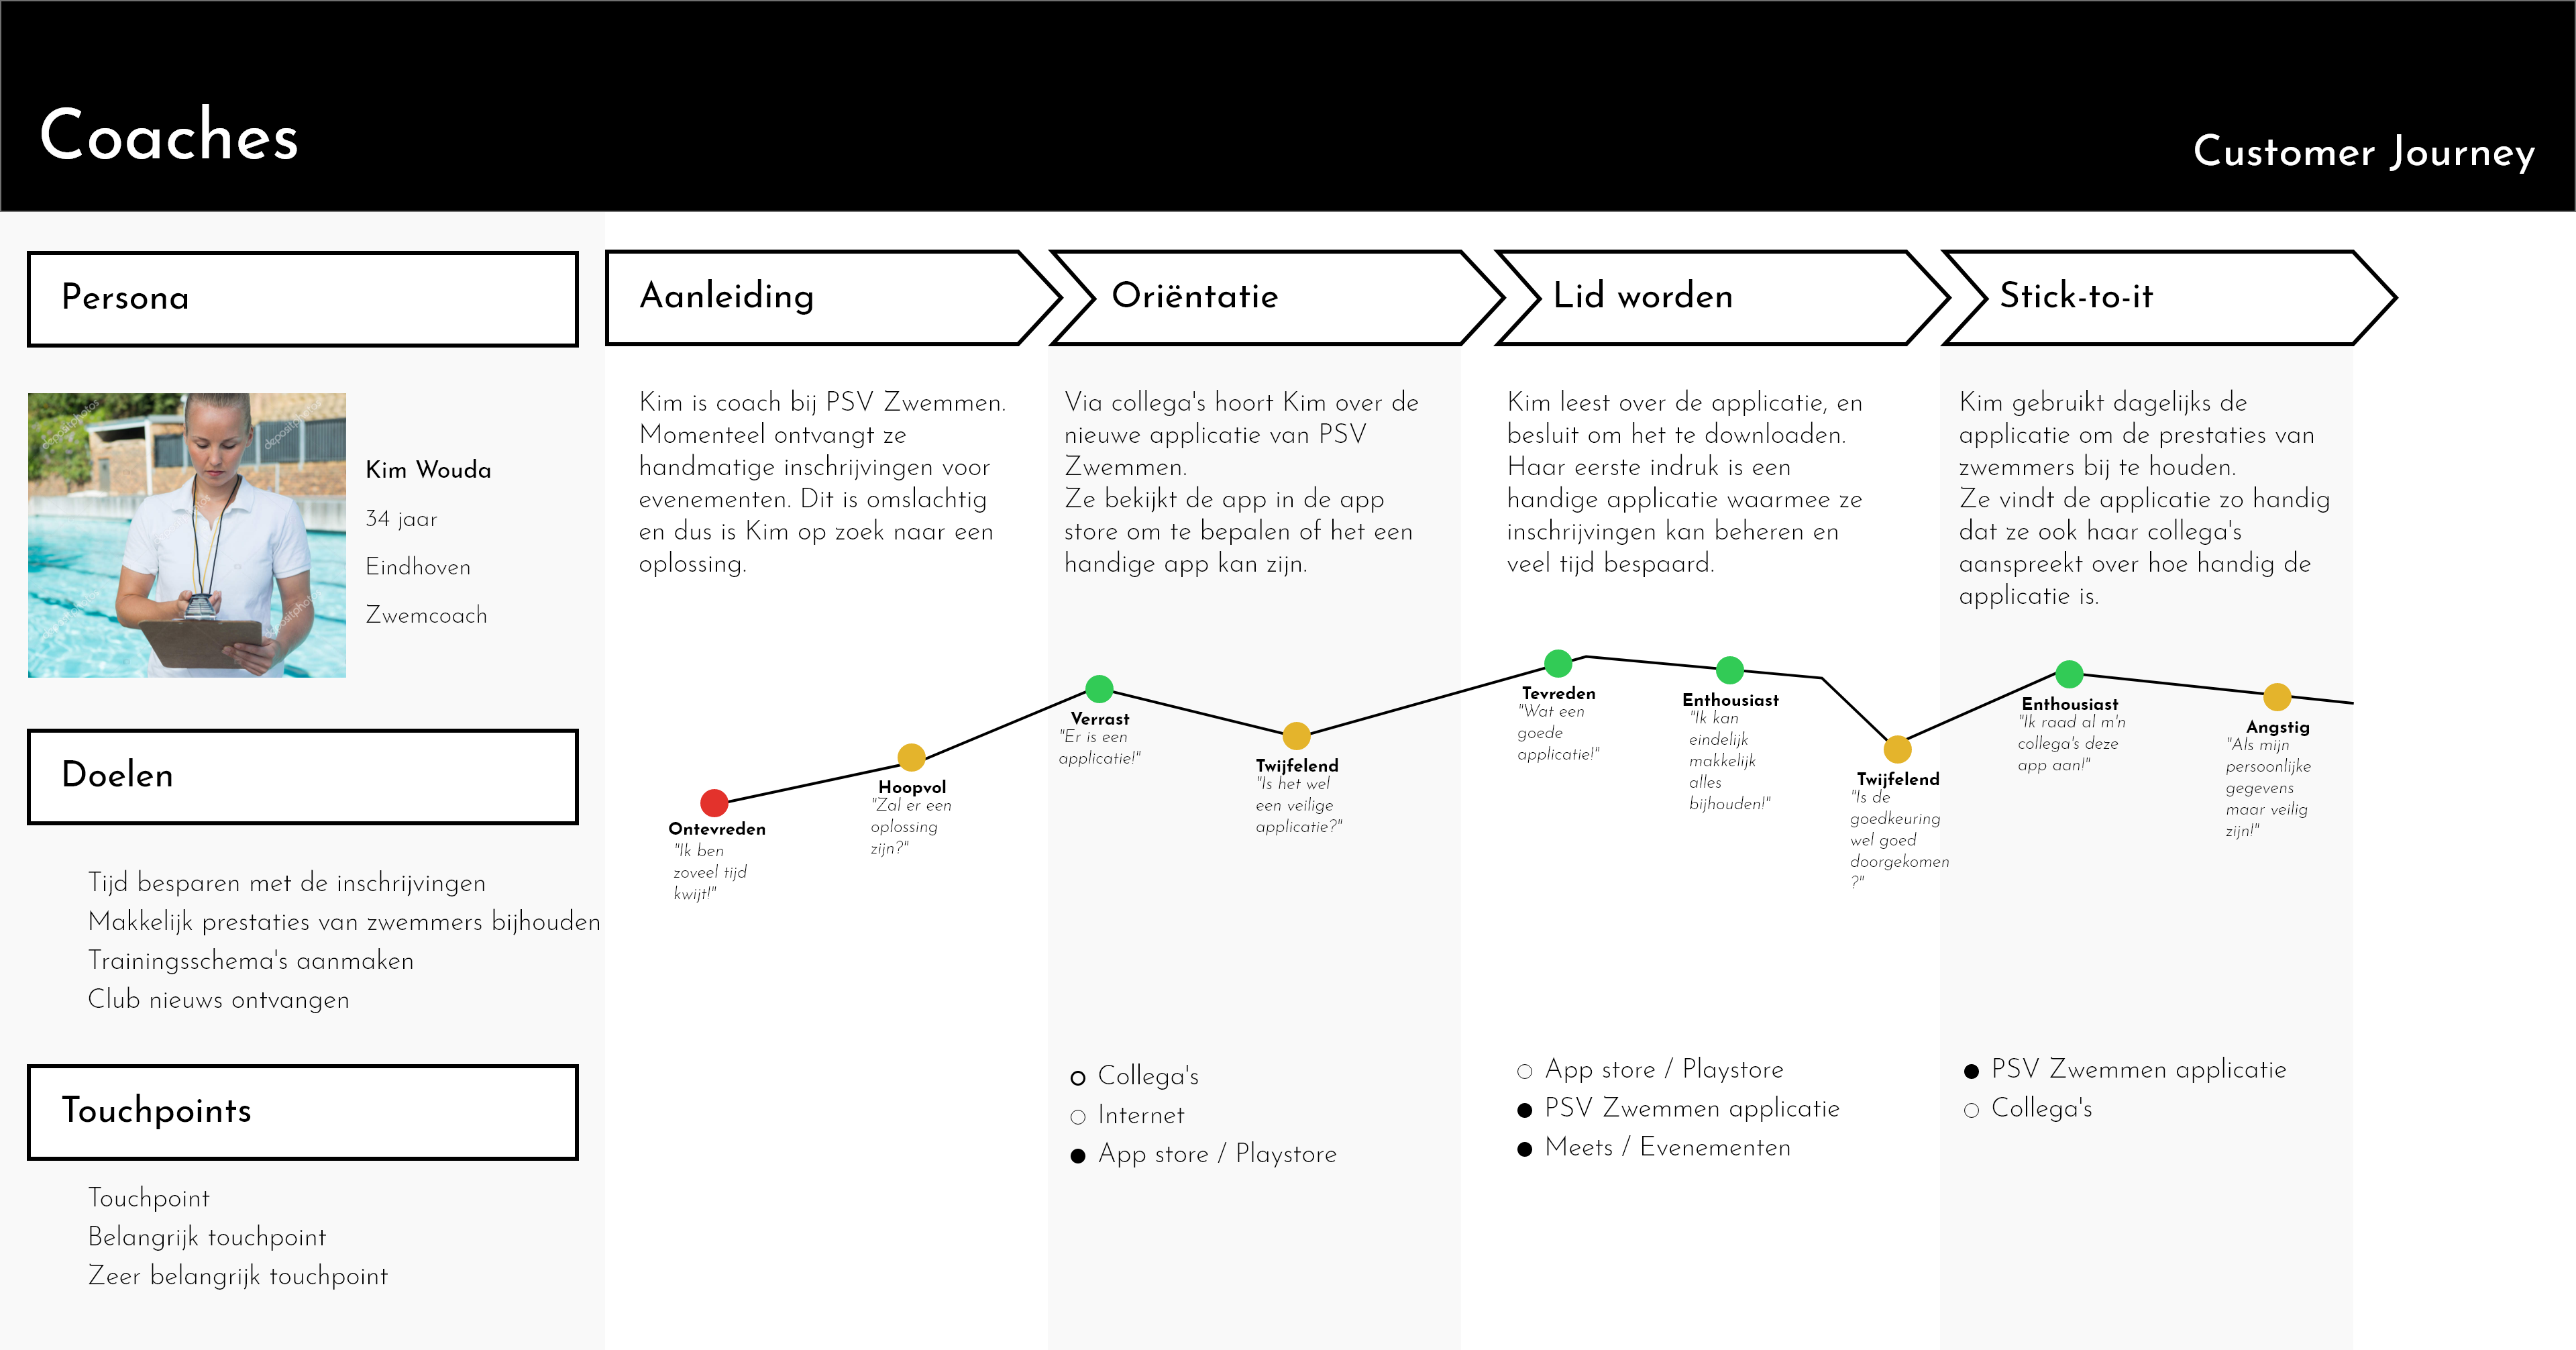 Coaches
Customer Journey
Persona
Kim Wouda
34 jaar
Eindhoven
Zwemcoach
depositphotos
depositphotos
depositphotos
Doelen
Tijd besparen met de inschrijvingen
Makkelijk prestaties van zwemmers bijhouden
Trainingsschema's aanmaken
Club nieuws ontvangen
Touchpoints
Touchpoint
Belangrijk touchpoint
Zeer belangrijk touchpoint
Aanleiding
Kim is coach bij PSV Zwemmen.
Momenteel ontvangt ze
handmatige inschrijvingen voor
evenementen. Dit is omslachtig
en dus is Kim op zoek naar een
oplossing.
Ontevreden
"Ik ben
zoveel tijd
kwijt!"
Hoopvol
"Zal er een
oplossing
zijn?"
Oriëntatie
Via collega's hoort Kim over de
nieuwe applicatie van PSV
Zwemmen.
Ze bekijkt de app in de app
store om te bepalen of het een
handige app kan zijn.
Verrast
"Er is een
applicatie!"
Twijfelend
"Is het wel
een veilige
applicatie?"
Collega's
Internet
App store / Playstore
Lid worden
Kim leest over de applicatie, en
besluit om het te downloaden.
Haar eerste indruk is een
handige applicatie waarmee ze
inschrijvingen kan beheren en
veel tijd bespaard.
Tevreden
"Wat een
goede
applicatie!"
Enthousiast
"Ik kan
eindelijk
makkelijk
alles
bijhouden!"
Twijfelend
"Is de
goedkeuring
wel goed
doorgekomen
?"
App store / Playstore
PSV Zwemmen applicatie
Meets / Evenementen
Stick-to-it
Kim gebruikt dagelijks de
applicatie om de prestaties van
zwemmers bij te houden.
Ze vindt de applicatie zo handig
dat ze ook haar collega's
aanspreekt over hoe handig de
applicatie is.
Enthousiast
"Ik raad al m'n
collega's deze
app aan!"
Angstig
"Als mijn
persoonlijke
gegevens
maar veilig
zijn!"
PSV Zwemmen applicatie
Collega's